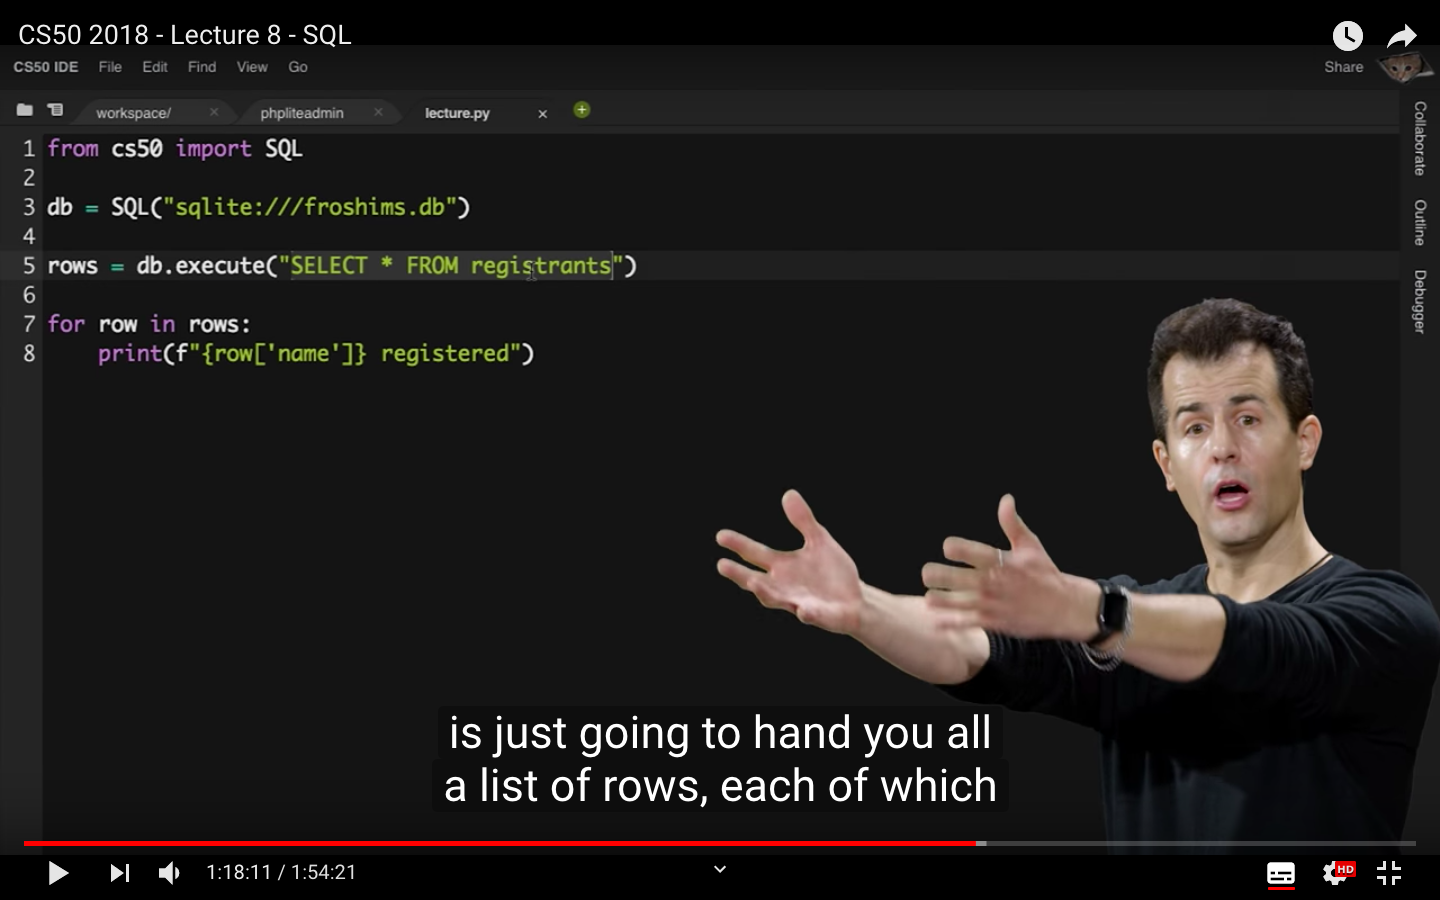 CS50 2018 - Lecture 8 - SQL
CS50 IDE File Edit Find View Go
Share
workspace/ phpliteadmin lecture.py
Collaborate
Outline
Debugger
1 from cs50 import SQL
2
3 db = SQL("sqlite:///froshims.db")
4
5 rows = db.execute("SELECT * FROM registrants")
6
7 for row in rows:
8     print(f"{row['name']} registered")
is just going to hand you all
a list of rows, each of which
1:18:11 / 1:54:21
HD